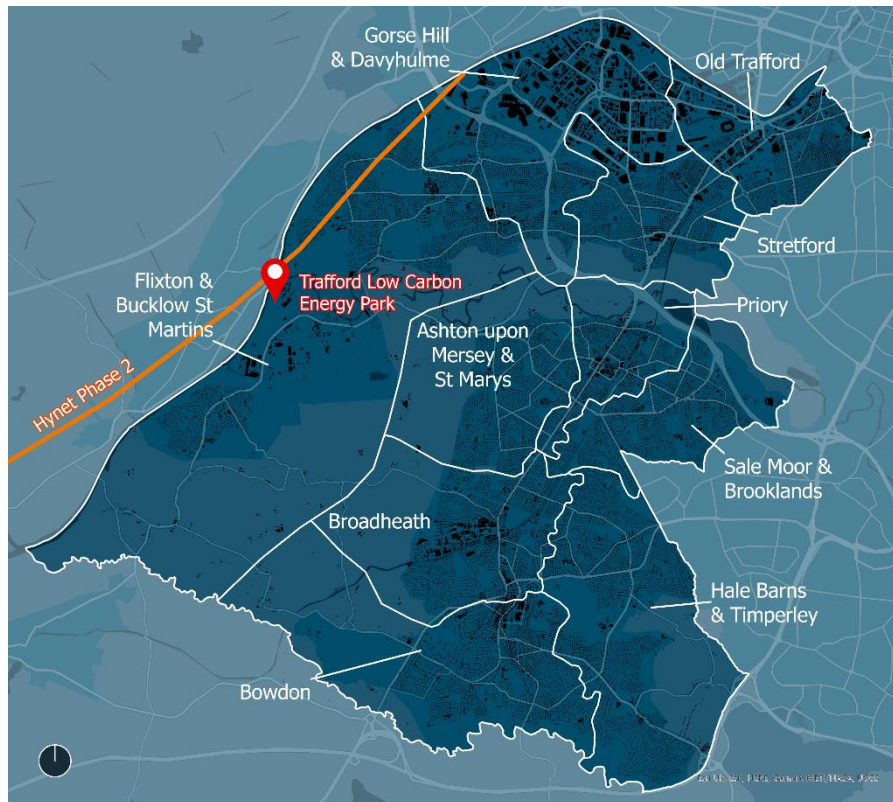 Gorse Hill
& Davyhulme
Old Trafford
Stretford
Flixton &
Bucklow St
Martins
Trafford Low Carbon
Energy Park
Priory
Ashton upon
Mersey &
St Marys
Hynet Phase 2
Sale Moor &
Brooklands
Broadheath
Hale Barns
& Timperley
Bowdon